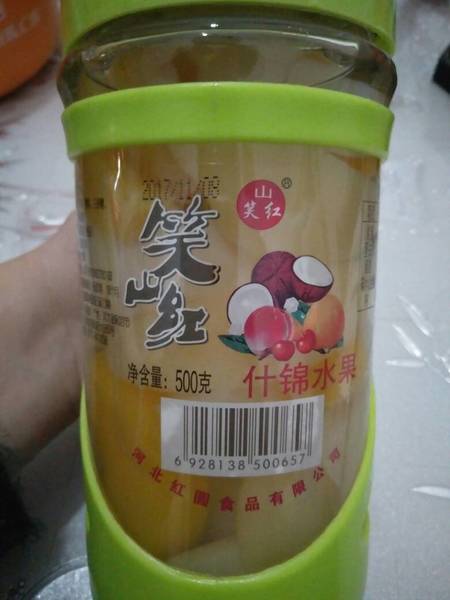 2017/11/08
山
笑红
®
笑
山红
净含量：500克
什锦水果
6 928138 500657
河北红圆食品有限公司